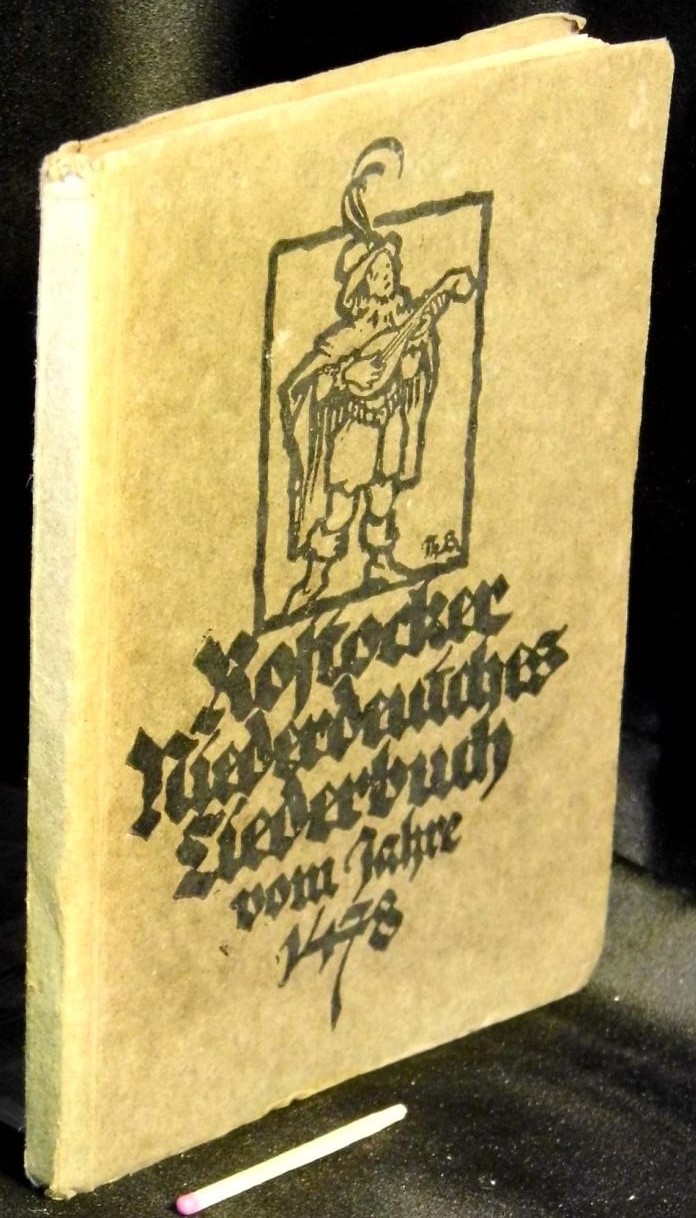 Rostocker
Niederdeutsches
Liederbuch
vom Jahre
1478